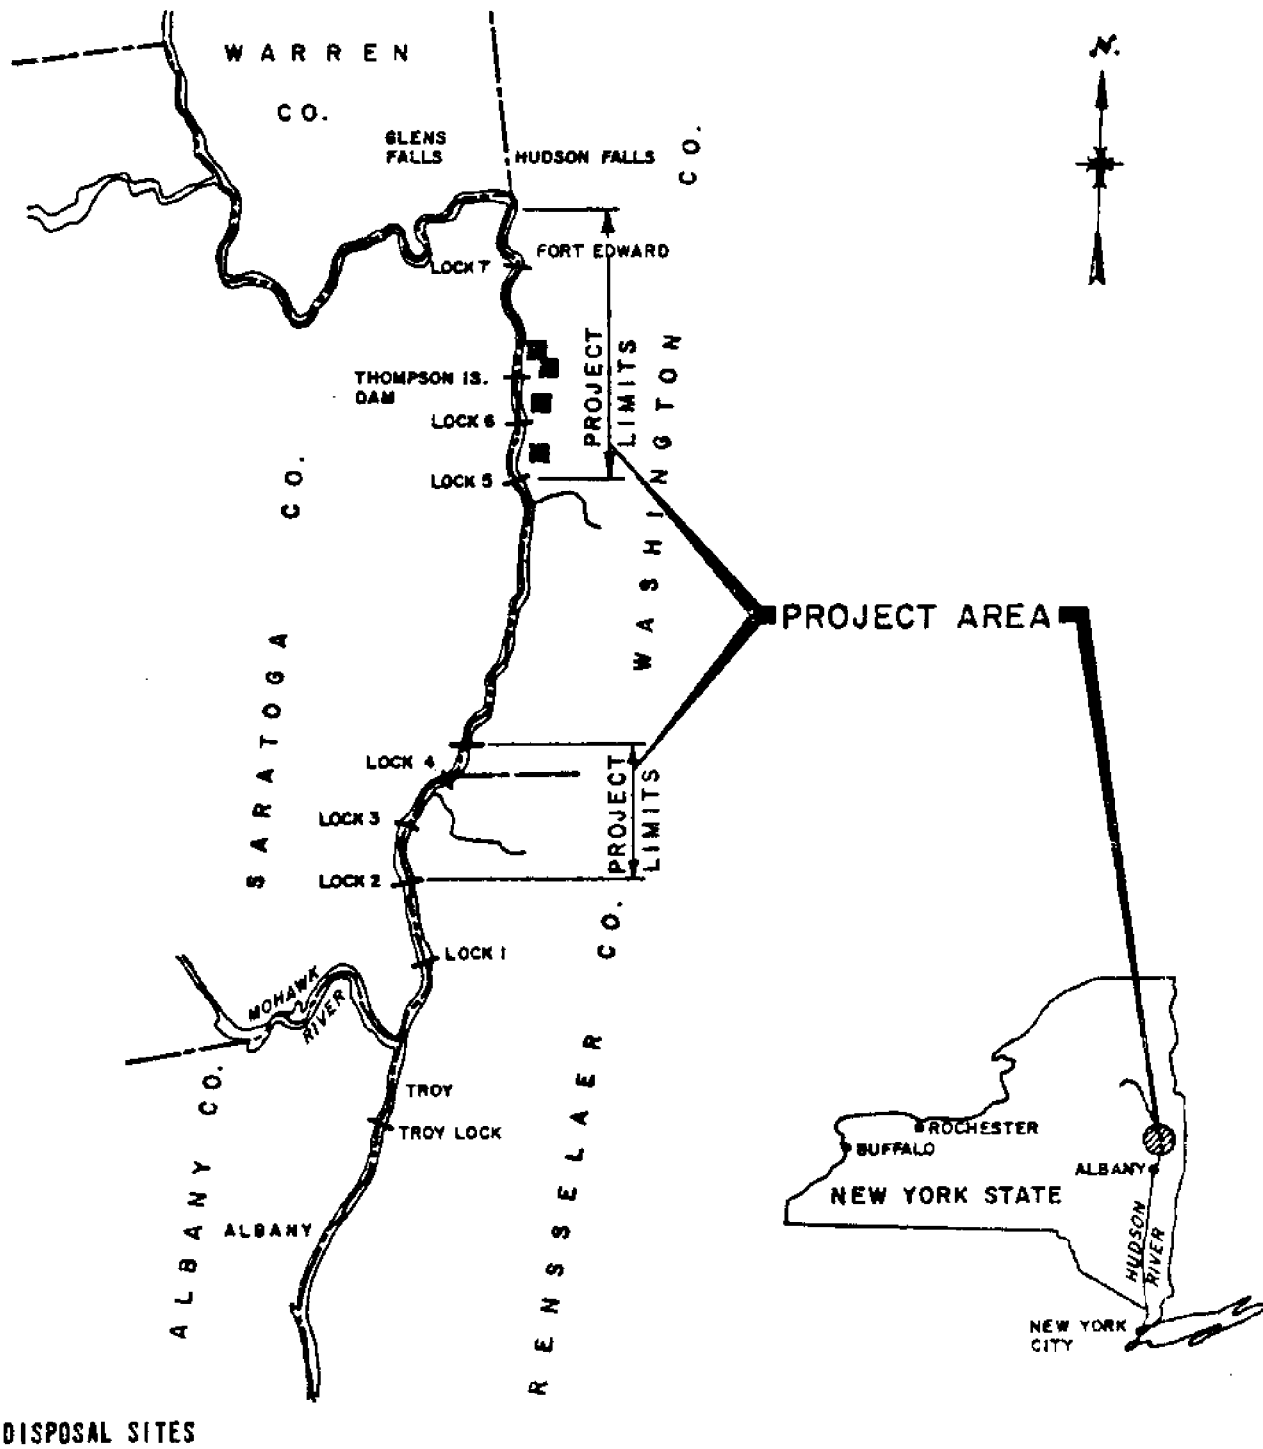 WARREN
CO.
N.
GLENS
FALLS
HUDSON FALLS
WASHINGTON CO.
FORT EDWARD
LOCK 7
PROJECT
LIMITS
THOMPSON IS.
DAM
LOCK 6
LOCK 5
SARATOGA CO.
PROJECT AREA
LOCK 4
PROJECT
LIMITS
LOCK 3
LOCK 2
LOCK 1
RENSSELAER CO.
MOHAWK
RIVER
ALBANY CO.
TROY
TROY LOCK
ALBANY
ROCHESTER
BUFFALO
ALBANY
NEW YORK STATE
HUDSON
RIVER
NEW YORK
CITY
DISPOSAL SITES